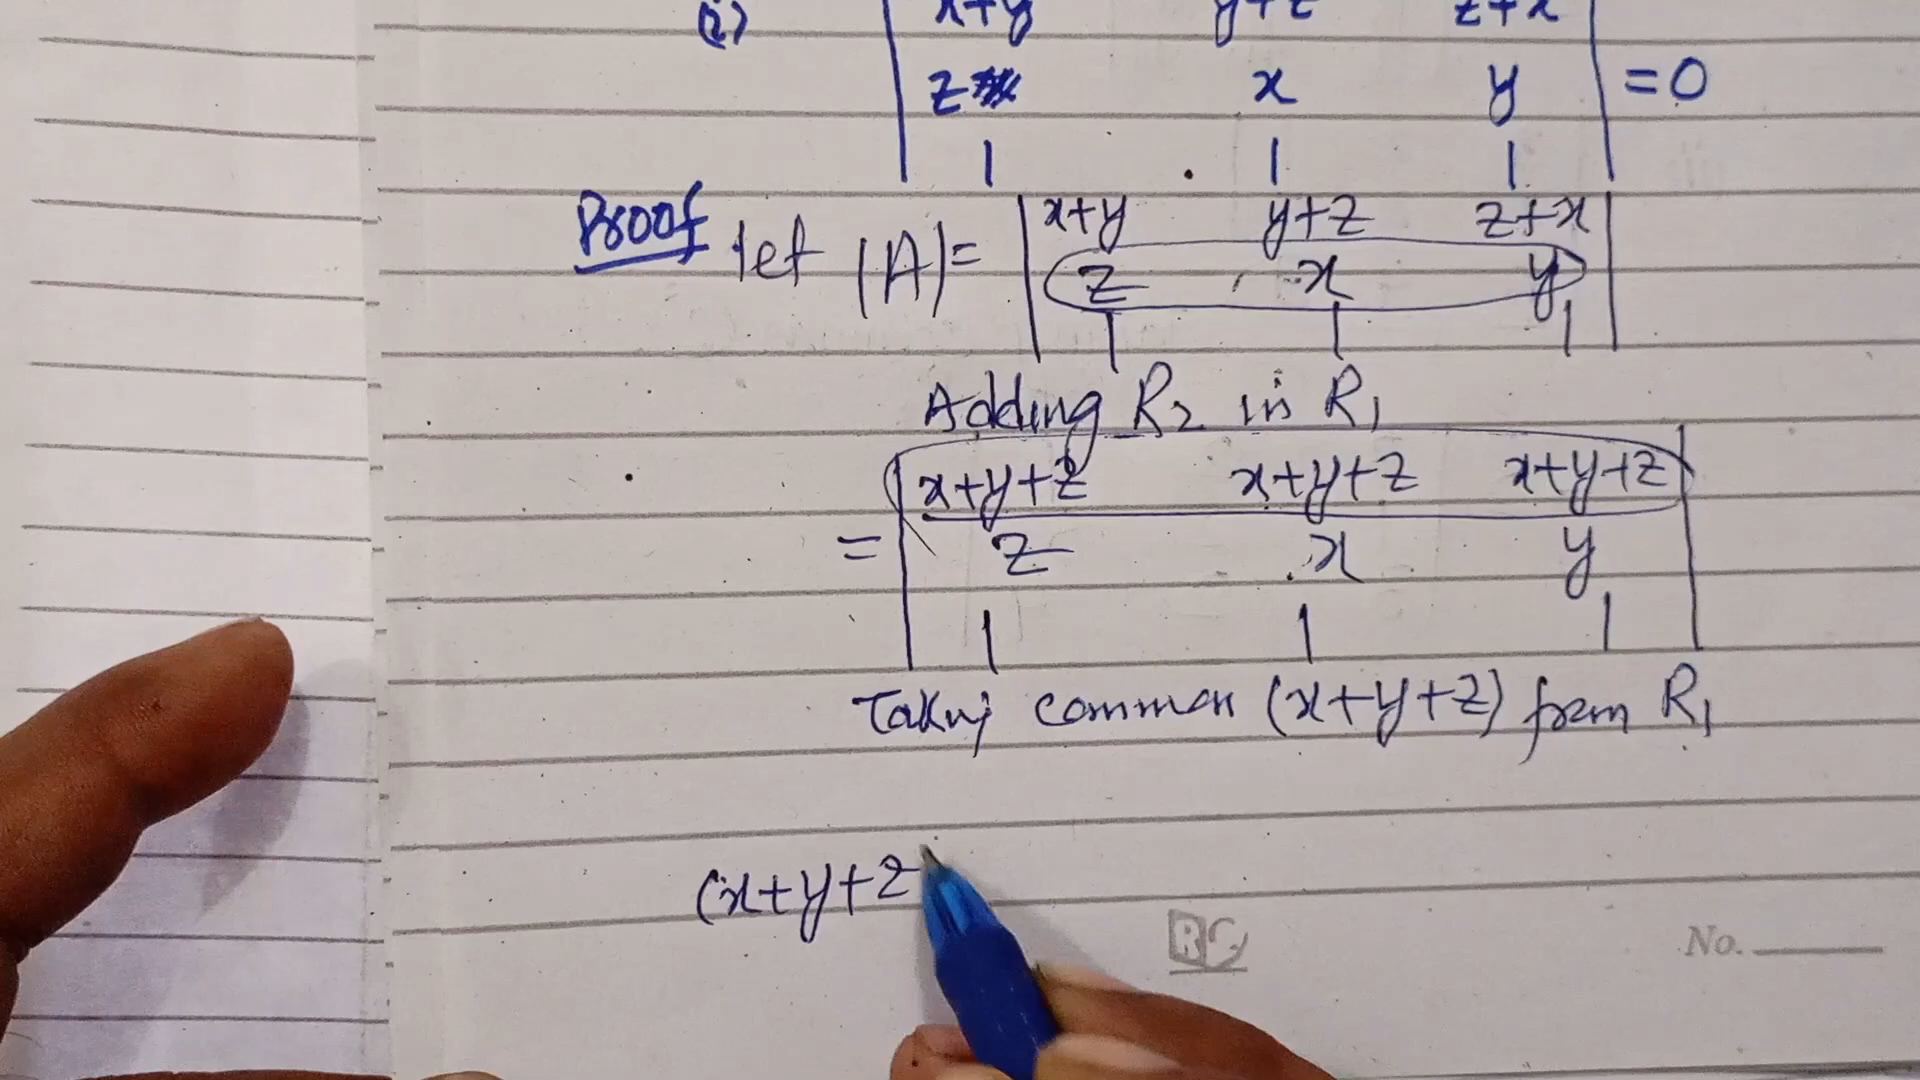 (i) | x+y y+z z+x |
| z x y | =0
| 1 1 1 |
Proof let |A|= | x+y y+z z+x |
| z x y |
| 1 1 1 |
Adding R2 in R1
| x+y+z x+y+z x+y+z |
= | z x y |
| 1 1 1 |
Taking common (x+y+z) from R1
(x+y+z
No.